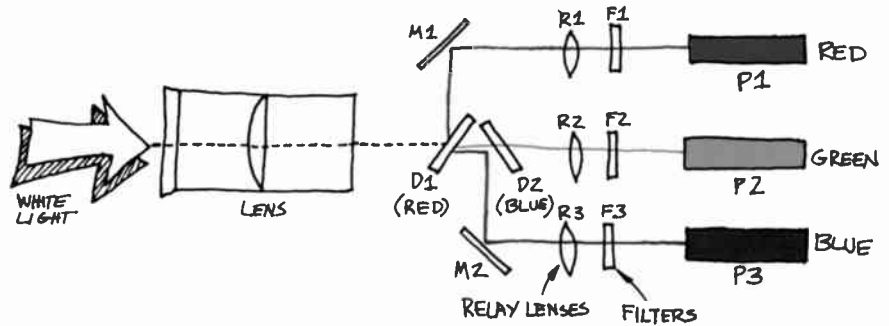 M1
R1
F1
RED
P1
R2
F2
GREEN
P2
WHITE
LIGHT
LENS
D1
(RED)
D2
(BLUE)
R3
F3
BLUE
P3
M2
RELAY LENSES
FILTERS